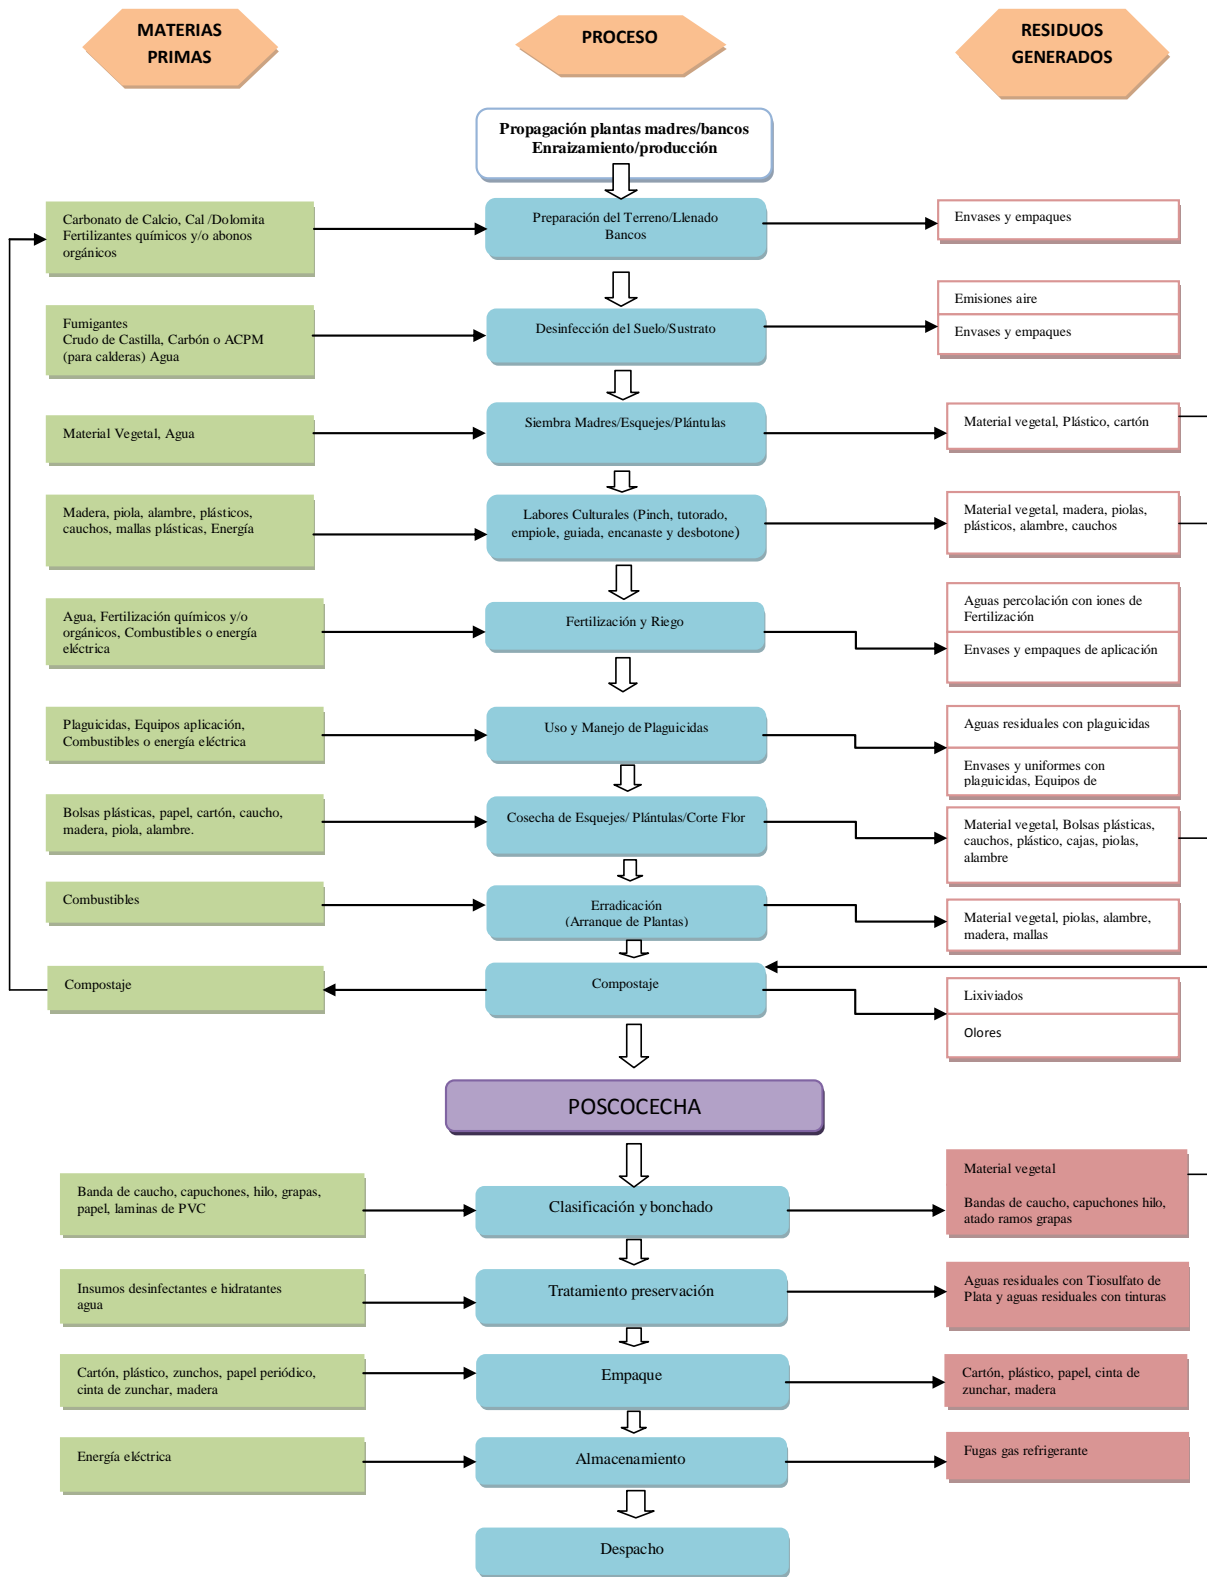 MATERIAS
PRIMAS
PROCESO
RESIDUOS
GENERADOS
Propagación plantas madres/bancos
Enraizamiento/producción
Carbonato de Calcio, Cal /Dolomita
Fertilizantes químicos y/o abonos
orgánicos
Preparación del Terreno/Llenado
Bancos
Envases y empaques
Fumigantes
Crudo de Castilla, Carbón o ACPM
(para calderas) Agua
Desinfección del Suelo/Sustrato
Emisiones aire
Envases y empaques
Material Vegetal, Agua
Siembra Madres/Esquejes/Plántulas
Material vegetal, Plástico, cartón
Madera, piola, alambre, plásticos,
cauchos, mallas plásticas, Energía
Labores Culturales (Pinch, tutorado,
empiole, guiada, encanaste y desbotone)
Material vegetal, madera, piolas,
plásticos, alambre, cauchos
Agua, Fertilización químicos y/o
orgánicos, Combustibles o energía
eléctrica
Fertilización y Riego
Aguas percolación con iones de
Fertilización
Envases y empaques de aplicación
Plaguicidas, Equipos aplicación,
Combustibles o energía eléctrica
Uso y Manejo de Plaguicidas
Aguas residuales con plaguicidas
Envases y uniformes con
plaguicidas, Equipos de
Bolsas plásticas, papel, cartón, caucho,
madera, piola, alambre.
Cosecha de Esquejes/ Plántulas/Corte Flor
Material vegetal, Bolsas plásticas,
cauchos, plástico, cajas, piolas,
alambre
Combustibles
Erradicación
(Arranque de Plantas)
Material vegetal, piolas, alambre,
madera, mallas
Compostaje
Compostaje
Lixiviados
Olores
POSCOCECHA
Banda de caucho, capuchones, hilo, grapas,
papel, laminas de PVC
Clasificación y bonchado
Material vegetal
Bandas de caucho, capuchones hilo,
atado ramos grapas
Insumos desinfectantes e hidratantes
agua
Tratamiento preservación
Aguas residuales con Tiosulfato de
Plata y aguas residuales con tinturas
Cartón, plástico, zunchos, papel periódico,
cinta de zunchar, madera
Empaque
Cartón, plástico, papel, cinta de
zunchar, madera
Energía eléctrica
Almacenamiento
Fugas gas refrigerante
Despacho